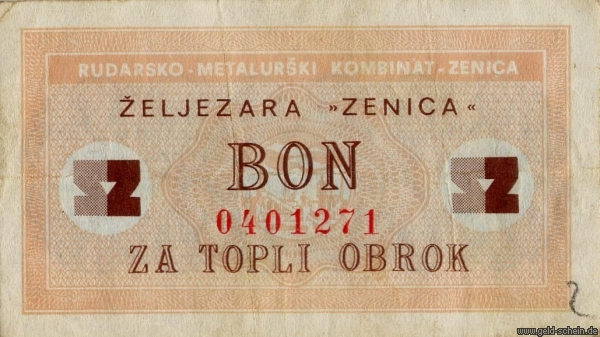 RUDARSKO-METALURŠKI KOMBINAT-ZENICA
ŽELJEZARA »ZENICA«
BON
0401271
ZA TOPLI OBROK
www.geld-schein.de